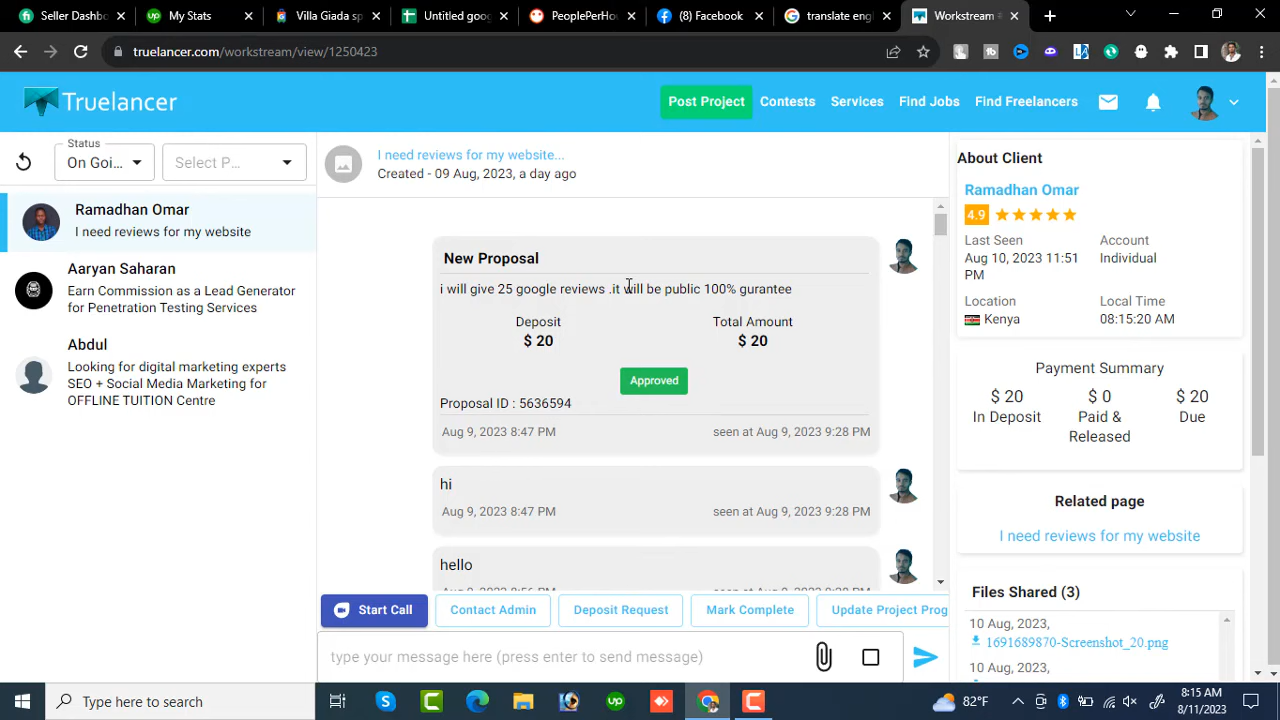 Seller Dashbo
My Stats
Villa Giada sp
Untitled goog
PeoplePerHou
(8) Facebook
translate engl
Workstream #
truelancer.com/workstream/view/1250423
Truelancer
Post Project
Contests
Services
Find Jobs
Find Freelancers
Status
On Goi...
Select P...
Ramadhan Omar
I need reviews for my website
Aaryan Saharan
Earn Commission as a Lead Generator
for Penetration Testing Services
Abdul
Looking for digital marketing experts
SEO + Social Media Marketing for
OFFLINE TUITION Centre
I need reviews for my website...
Created - 09 Aug, 2023, a day ago
New Proposal
i will give 25 google reviews .it will be public 100% gurantee
Deposit
Total Amount
$ 20
$ 20
Approved
Proposal ID : 5636594
Aug 9, 2023 8:47 PM
seen at Aug 9, 2023 9:28 PM
hi
Aug 9, 2023 8:47 PM
seen at Aug 9, 2023 9:28 PM
hello
Start Call
Contact Admin
Deposit Request
Mark Complete
Update Project Prog
type your message here (press enter to send message)
About Client
Ramadhan Omar
4.9
Last Seen
Account
Aug 10, 2023 11:51
PM
Individual
Location
Local Time
Kenya
08:15:20 AM
Payment Summary
$ 20
$ 0
$ 20
In Deposit
Paid &
Released
Due
Related page
I need reviews for my website
Files Shared (3)
10 Aug, 2023,
1691689870-Screenshot_20.png
10 Aug, 2023,
Type here to search
82°F
8:15 AM
8/11/2023